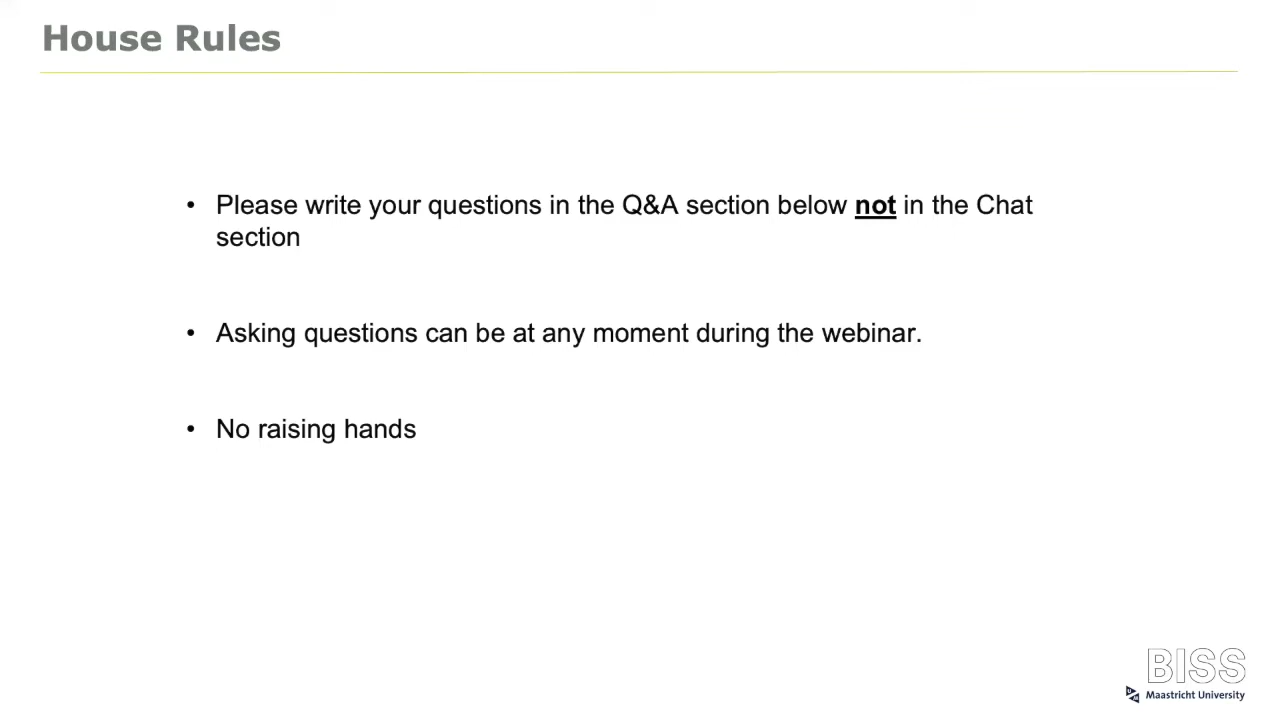 House Rules
• Please write your questions in the Q&A section below not in the Chat
section
• Asking questions can be at any moment during the webinar.
• No raising hands
BISS
Maastricht University